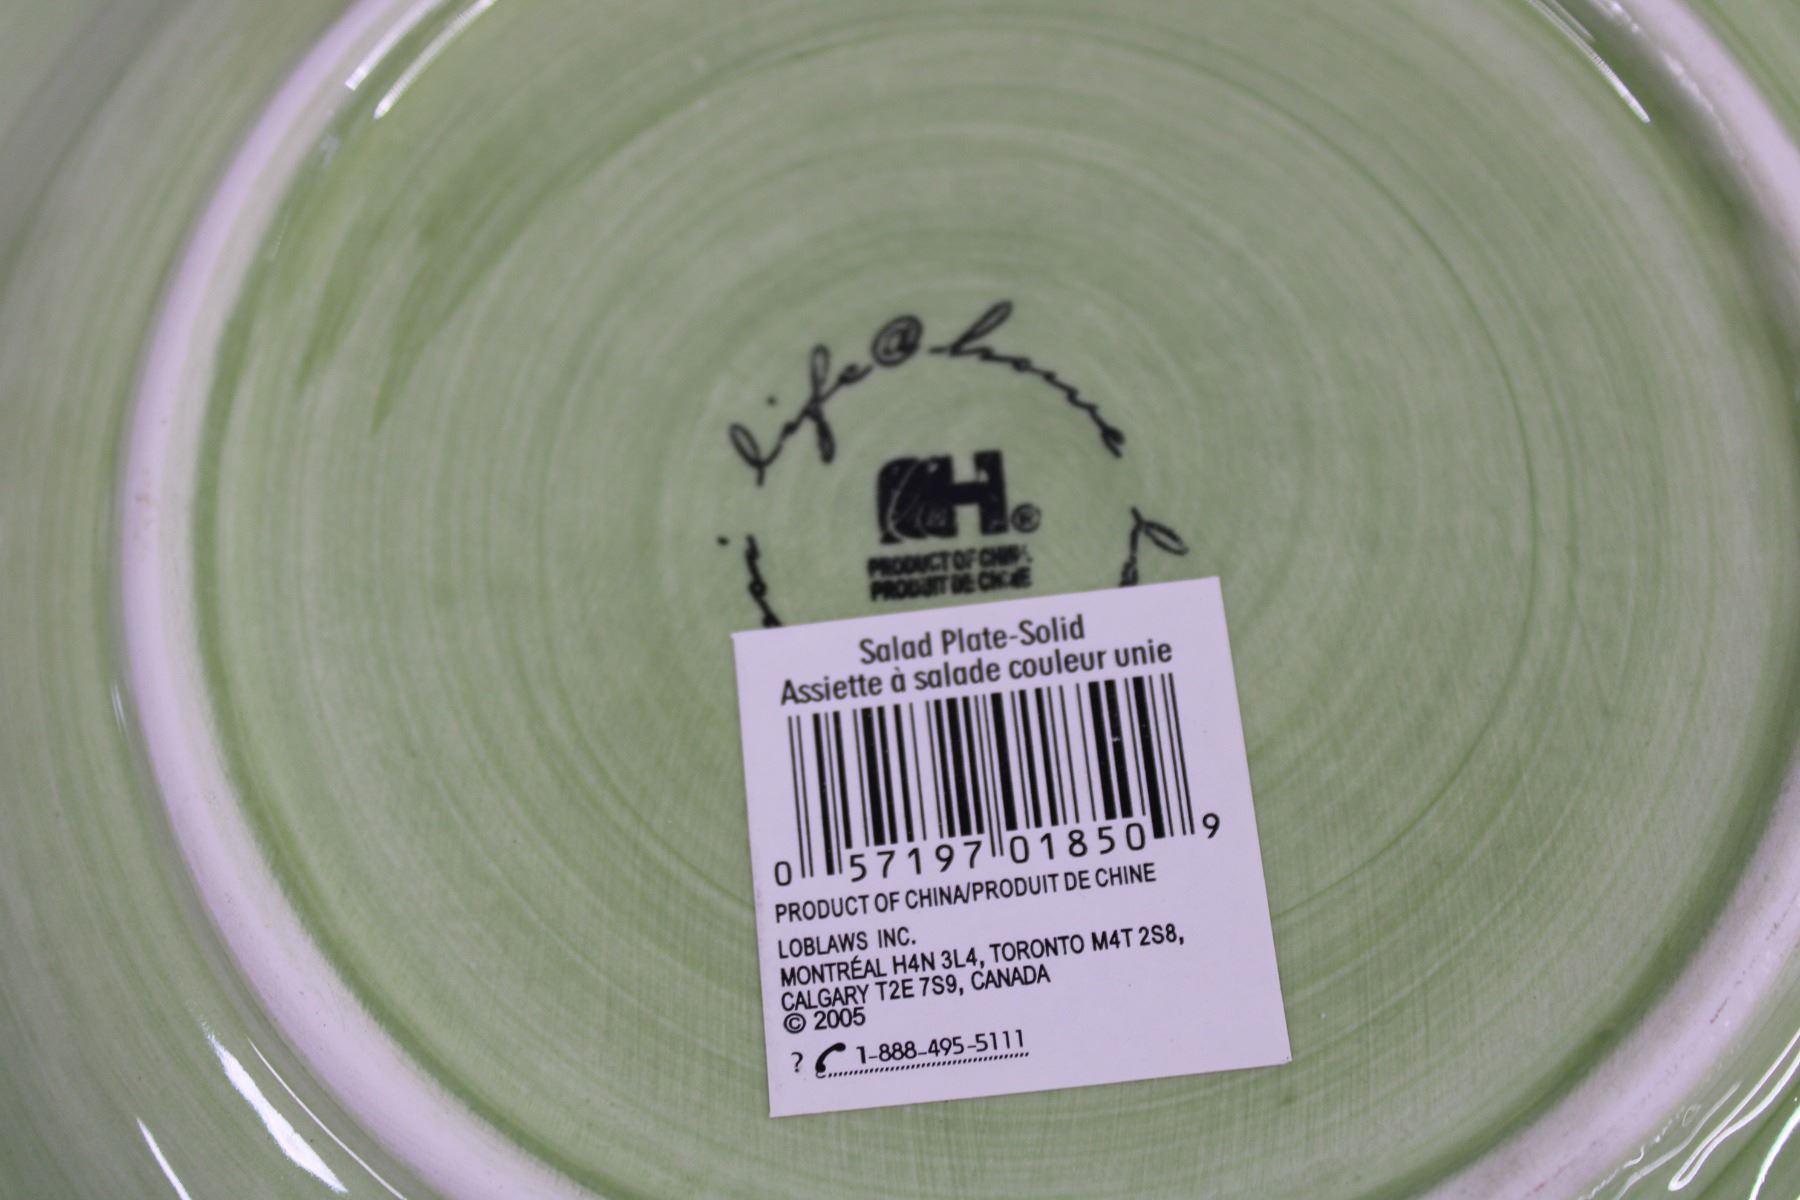 life@home
H®
PRODUCT OF CHINA
PRODUIT DE CHINE
Salad Plate-Solid
Assiette à salade couleur unie
0 57197 01850 9
PRODUCT OF CHINA/PRODUIT DE CHINE
LOBLAWS INC.
MONTRÉAL H4N 3L4, TORONTO M4T 2S8,
CALGARY T2E 7S9, CANADA
© 2005
? 1-888-495-5111